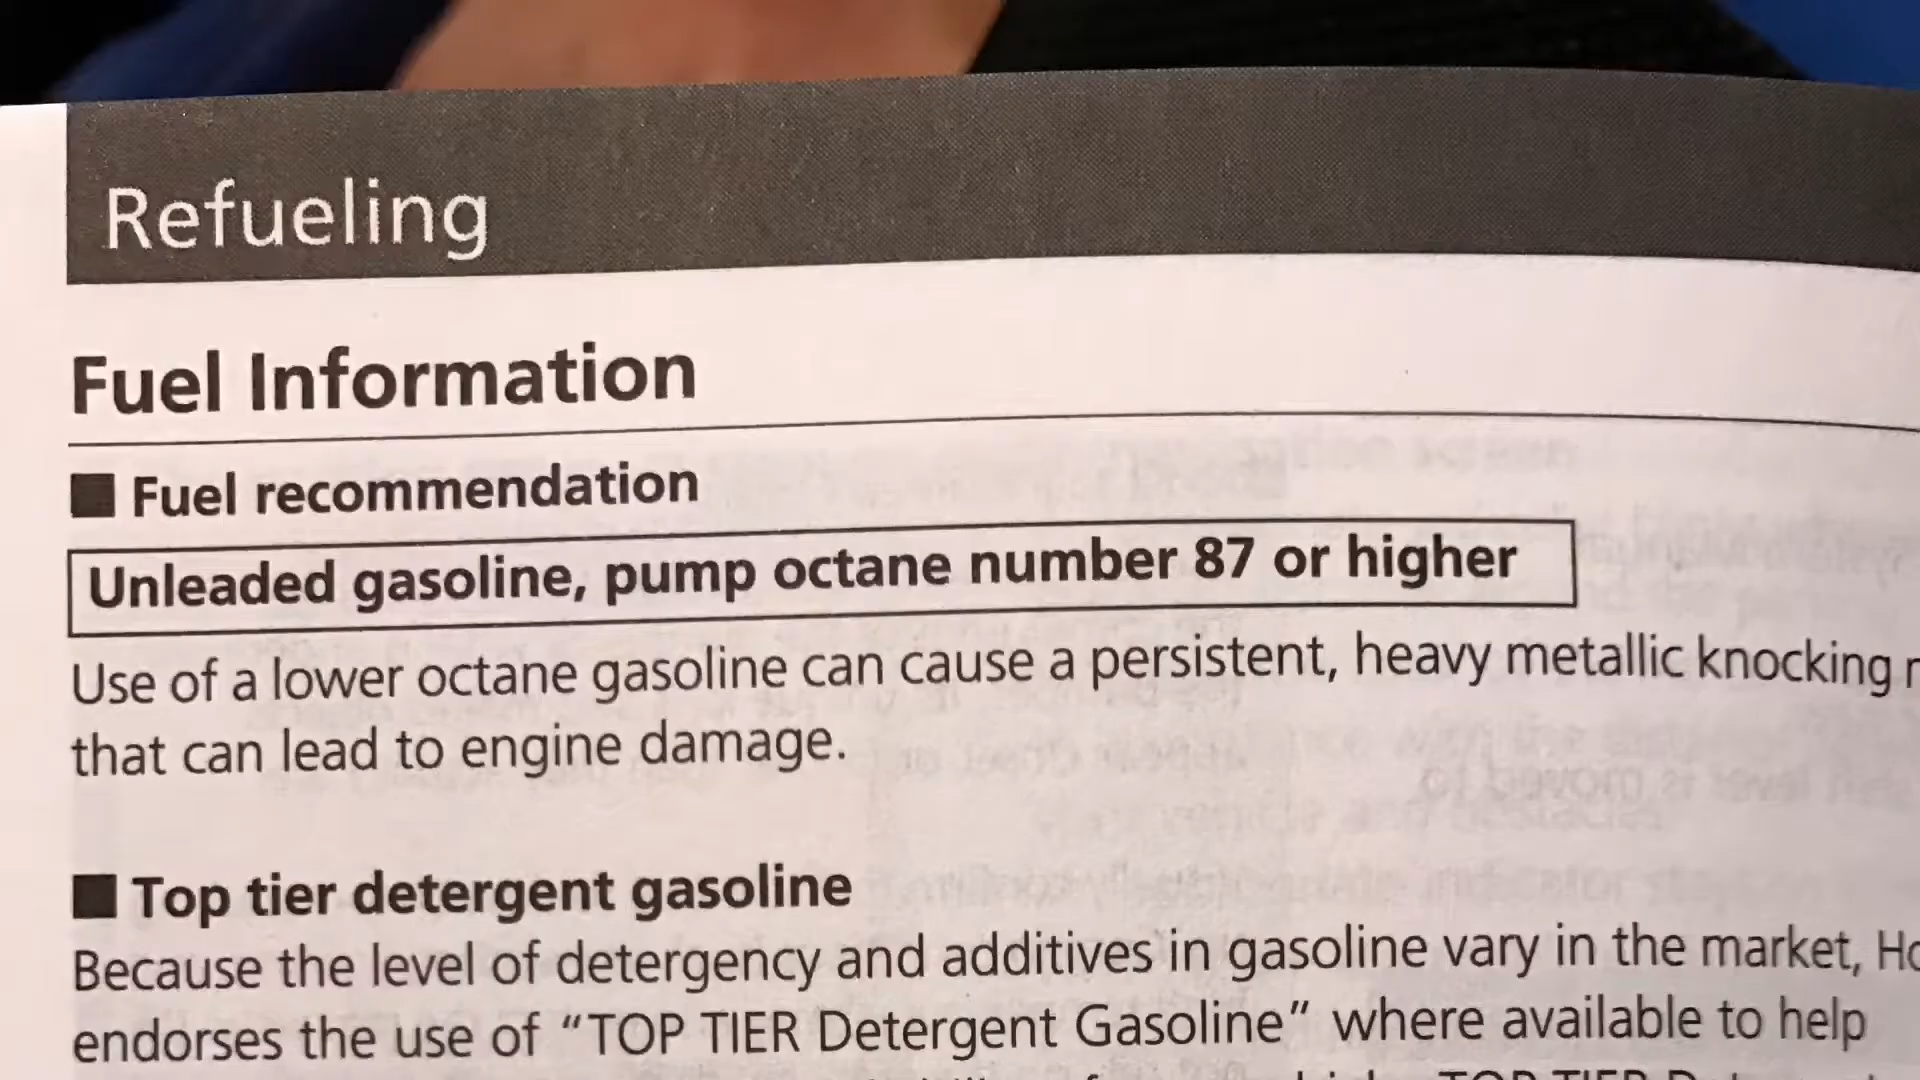 Refueling
Fuel Information
■ Fuel recommendation
Unleaded gasoline, pump octane number 87 or higher
Use of a lower octane gasoline can cause a persistent, heavy metallic knocking
that can lead to engine damage.
■ Top tier detergent gasoline
Because the level of detergency and additives in gasoline vary in the market,
endorses the use of “TOP TIER Detergent Gasoline” where available to help